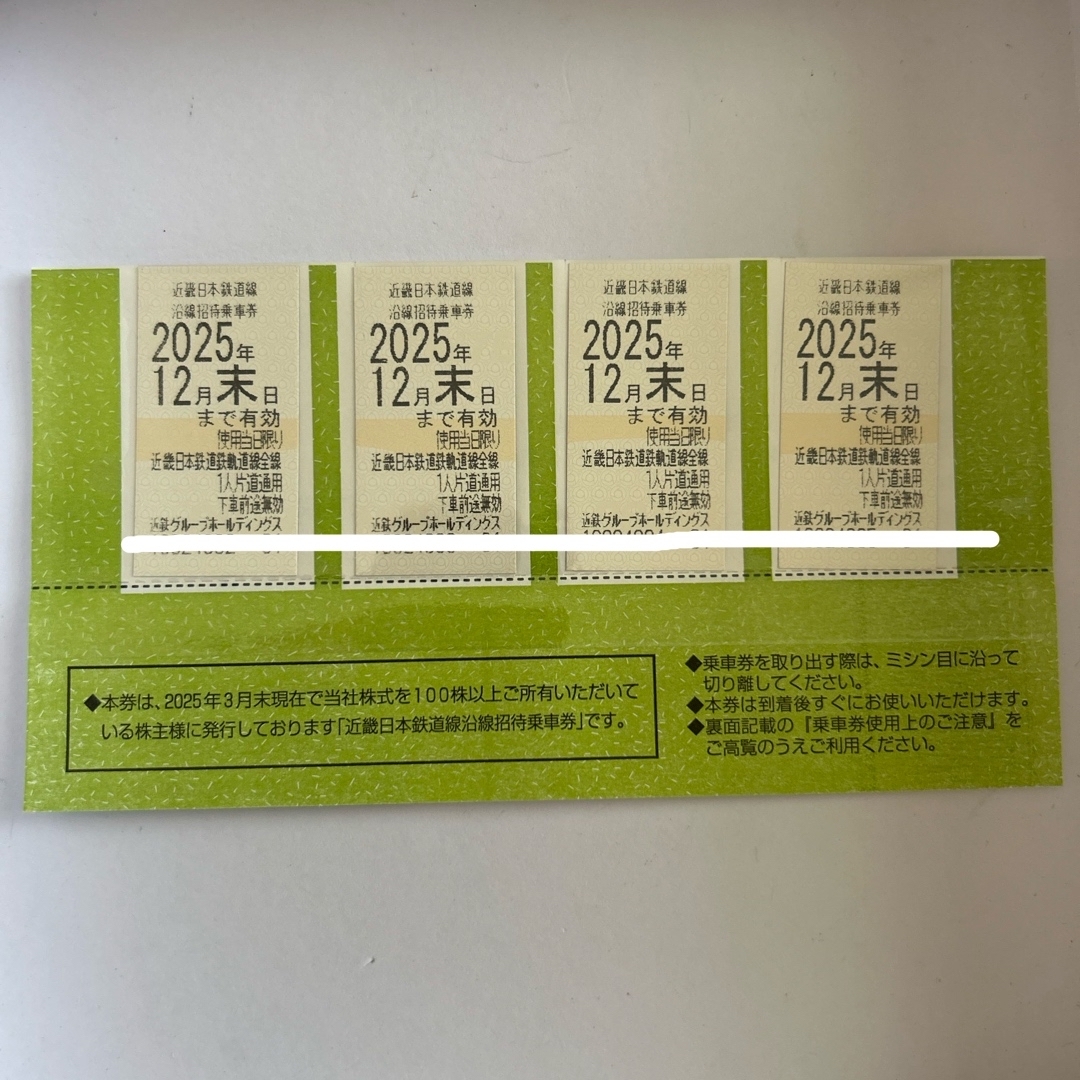 近畿日本鉄道線
沿線招待乗車券
2025年
12月末日
まで有効
使用当日限り
近畿日本鉄道鉄軌道線全線
1人片道通用
下車前途無効
近鉄グループホールディングス
近畿日本鉄道線
沿線招待乗車券
2025年
12月末日
まで有効
使用当日限り
近畿日本鉄道鉄軌道線全線
1人片道通用
下車前途無効
近鉄グループホールディングス
近畿日本鉄道線
沿線招待乗車券
2025年
12月末日
まで有効
使用当日限り
近畿日本鉄道鉄軌道線全線
1人片道通用
下車前途無効
近鉄グループホールディングス
近畿日本鉄道線
沿線招待乗車券
2025年
12月末日
まで有効
使用当日限り
近畿日本鉄道鉄軌道線全線
1人片道通用
下車前途無効
近鉄グループホールディングス
◆本券は、2025年3月末現在で当社株式を100株以上ご所有いただいて
いる株主様に発行しております「近畿日本鉄道線沿線招待乗車券」です。
◆乗車券を取り出す際は、ミシン目に沿って
切り離してください。
◆本券は到着後すぐにお使いいただけます。
◆裏面記載の『乗車券使用上のご注意』を
ご高覧のうえご利用ください。